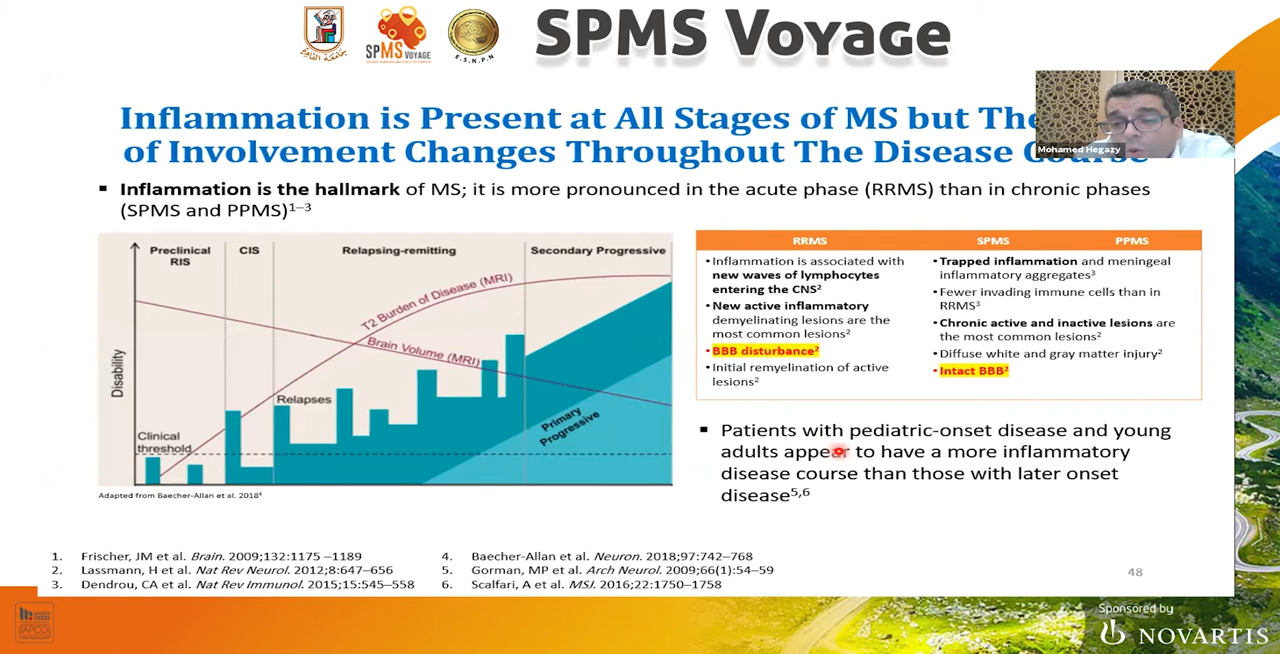 SPMS Voyage
جامعة القاهرة
SPMS VOYAGE
E.S.N.P.N
Inflammation is Present at All Stages of MS but The
of Involvement Changes Throughout The Disease Course
Mohamed Hegazy
▪ Inflammation is the hallmark of MS; it is more pronounced in the acute phase (RRMS) than in chronic phases
(SPMS and PPMS)1–3
Preclinical
RIS
CIS
Relapsing-remitting
Secondary Progressive
T2 Burden of Disease (MRI)
Brain Volume (MRI)
Disability
Relapses
Clinical
threshold
Primary
Progressive
Adapted from Baecher-Allan et al. 2018⁴
RRMS
• Inflammation is associated with
new waves of lymphocytes
entering the CNS²
• New active inflammatory
demyelinating lesions are the
most common lesions²
• BBB disturbance²
• Initial remyelination of active
lesions²
SPMS PPMS
• Trapped inflammation and meningeal
inflammatory aggregates³
• Fewer invading immune cells than in
RRMS³
• Chronic active and inactive lesions are
the most common lesions²
• Diffuse white and gray matter injury²
• Intact BBB²
▪ Patients with pediatric-onset disease and young
adults appear to have a more inflammatory
disease course than those with later onset
disease5,6
1. Frischer, JM et al. Brain. 2009;132:1175 –1189
2. Lassmann, H et al. Nat Rev Neurol. 2012;8:647–656
3. Dendrou, CA et al. Nat Rev Immunol. 2015;15:545–558
4. Baecher-Allan et al. Neuron. 2018;97:742–768
5. Gorman, MP et al. Arch Neurol. 2009;66(1):54–59
6. Scalfari, A et al. MSJ. 2016;22:1750–1758
48
IAPCO
Sponsored by
NOVARTIS